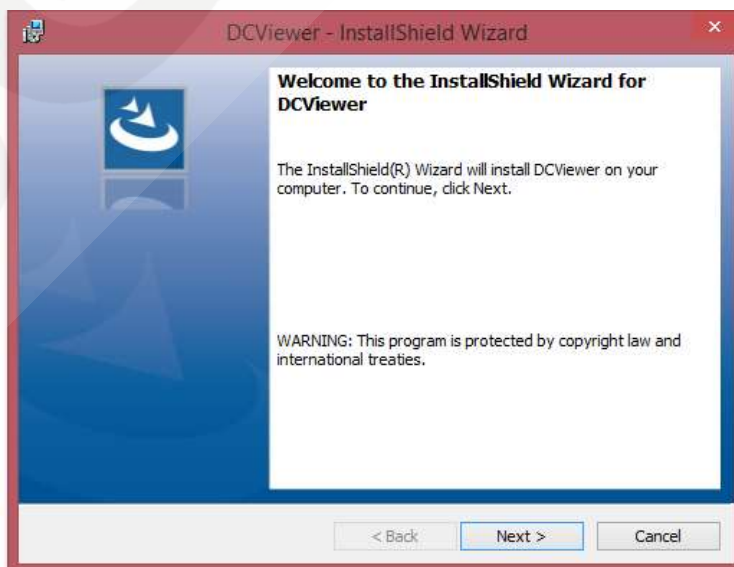 DCViewer - InstallShield Wizard
Welcome to the InstallShield Wizard for
DCViewer
The InstallShield(R) Wizard will install DCViewer on your
computer. To continue, click Next.
WARNING: This program is protected by copyright law and
international treaties.
< Back Next > Cancel